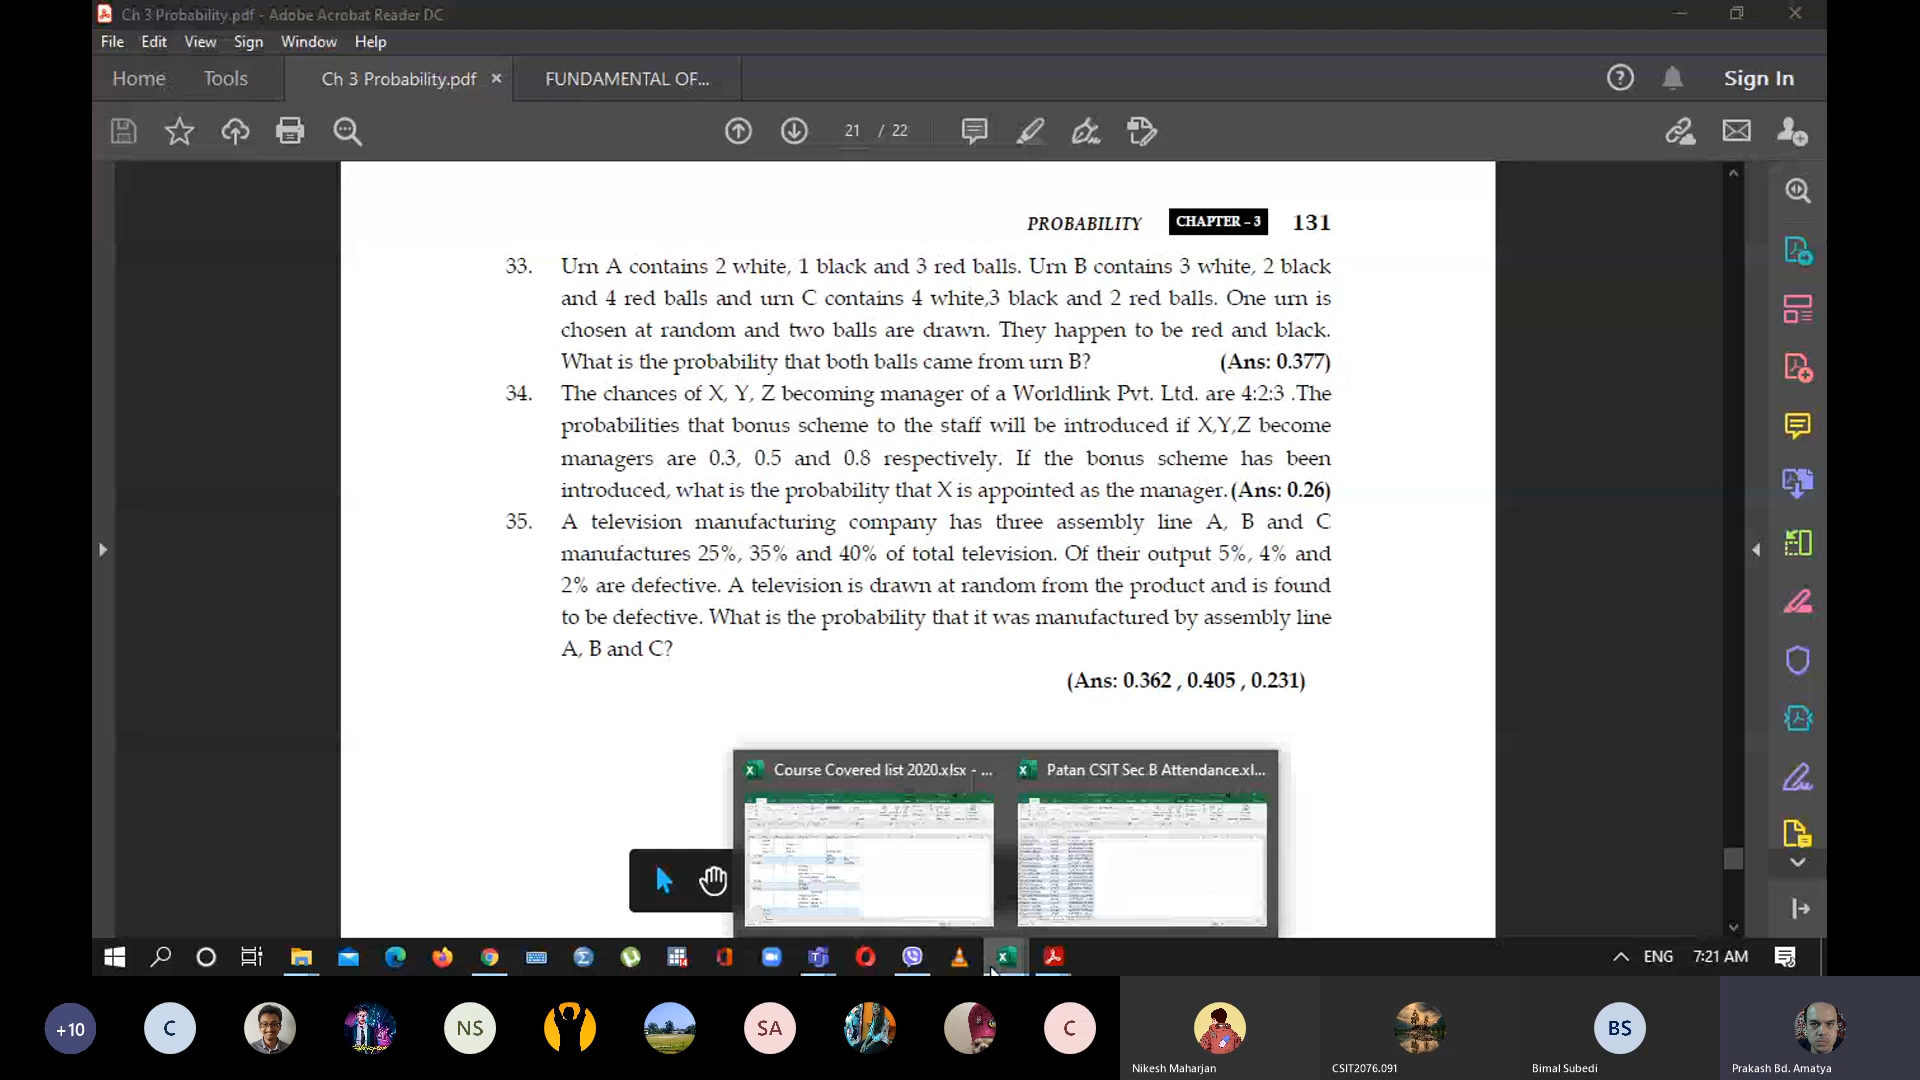 Ch 3 Probability.pdf - Adobe Acrobat Reader DC
File Edit View Sign Window Help
Home Tools Ch 3 Probability.pdf × FUNDAMENTAL OF... Sign In
21 / 22
PROBABILITY CHAPTER – 3 131
33. Urn A contains 2 white, 1 black and 3 red balls. Urn B contains 3 white, 2 black
and 4 red balls and urn C contains 4 white,3 black and 2 red balls. One urn is
chosen at random and two balls are drawn. They happen to be red and black.
What is the probability that both balls came from urn B? (Ans: 0.377)
34. The chances of X, Y, Z becoming manager of a Worldlink Pvt. Ltd. are 4:2:3 .The
probabilities that bonus scheme to the staff will be introduced if X,Y,Z become
managers are 0.3, 0.5 and 0.8 respectively. If the bonus scheme has been
introduced, what is the probability that X is appointed as the manager. (Ans: 0.26)
35. A television manufacturing company has three assembly line A, B and C
manufactures 25%, 35% and 40% of total television. Of their output 5%, 4% and
2% are defective. A television is drawn at random from the product and is found
to be defective. What is the probability that it was manufactured by assembly line
A, B and C?
(Ans: 0.362 , 0.405 , 0.231)
Course Covered list 2020.xlsx - ... Patan CSIT Sec B Attendance.xl...
ENG 7:21 AM
+10 C NS SA C BS
Nikesh Maharjan CSIT2076.091 Bimal Subedi Prakash Bd. Amatya